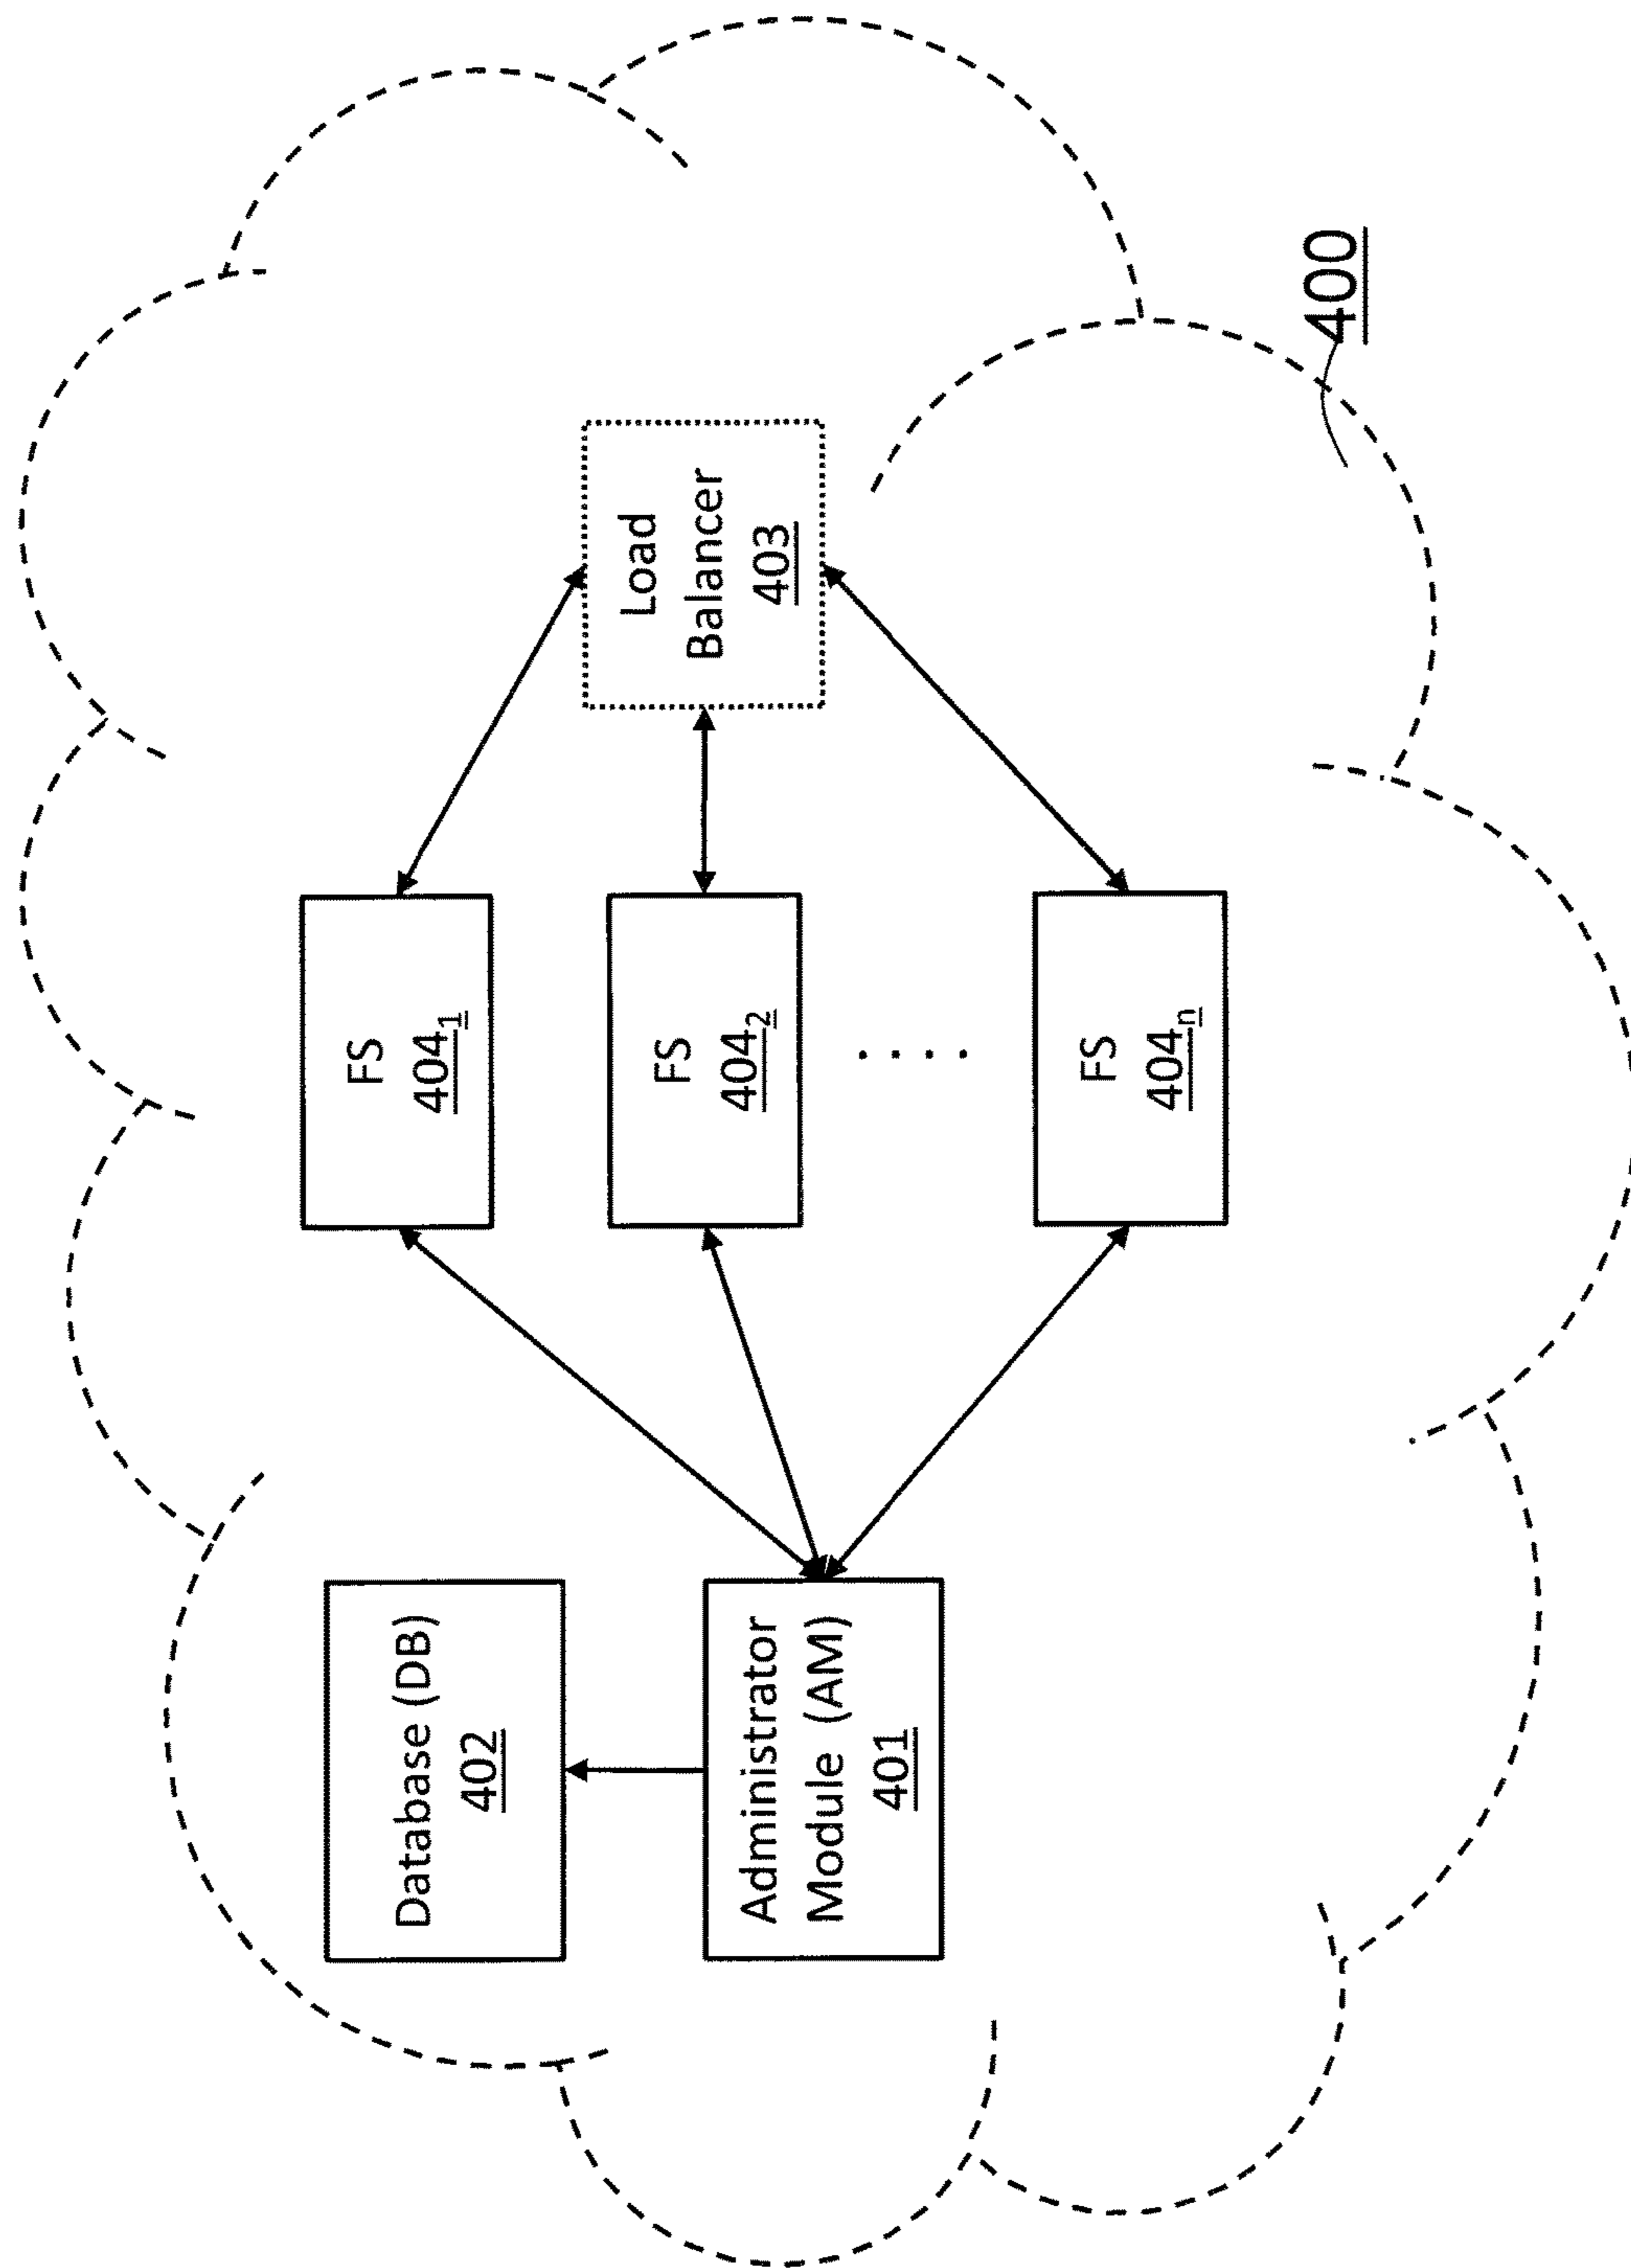 Database (DB)
402
Administrator
Module (AM)
401
FS
404₁
FS
404₂
. . . .
FS
404ₙ
Load
Balancer
403
400